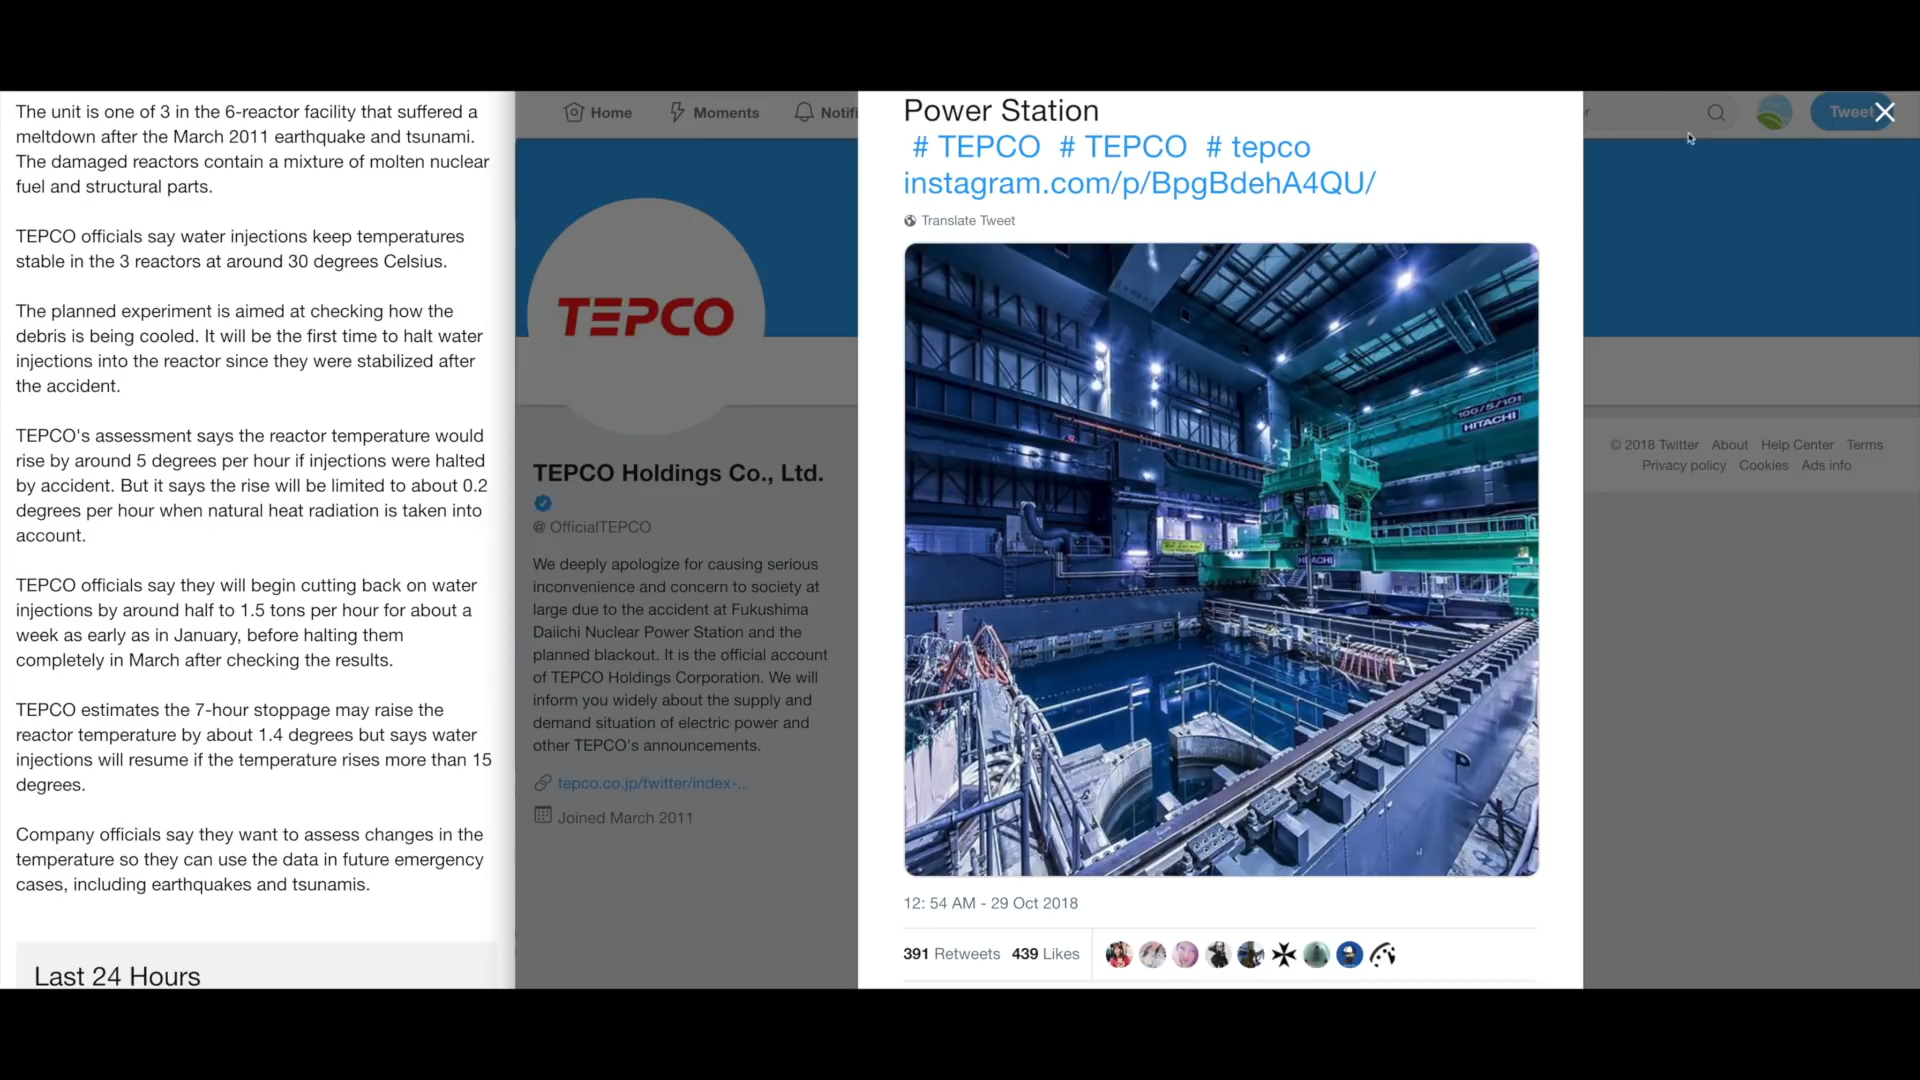 The unit is one of 3 in the 6-reactor facility that suffered a
meltdown after the March 2011 earthquake and tsunami.
The damaged reactors contain a mixture of molten nuclear
fuel and structural parts.
TEPCO officials say water injections keep temperatures
stable in the 3 reactors at around 30 degrees Celsius.
The planned experiment is aimed at checking how the
debris is being cooled. It will be the first time to halt water
injections into the reactor since they were stabilized after
the accident.
TEPCO's assessment says the reactor temperature would
rise by around 5 degrees per hour if injections were halted
by accident. But it says the rise will be limited to about 0.2
degrees per hour when natural heat radiation is taken into
account.
TEPCO officials say they will begin cutting back on water
injections by around half to 1.5 tons per hour for about a
week as early as in January, before halting them
completely in March after checking the results.
TEPCO estimates the 7-hour stoppage may raise the
reactor temperature by about 1.4 degrees but says water
injections will resume if the temperature rises more than 15
degrees.
Company officials say they want to assess changes in the
temperature so they can use the data in future emergency
cases, including earthquakes and tsunamis.
Last 24 Hours
Home
Moments
Notifi
TEPCO
TEPCO Holdings Co., Ltd.
@ OfficialTEPCO
We deeply apologize for causing serious
inconvenience and concern to society at
large due to the accident at Fukushima
Daiichi Nuclear Power Station and the
planned blackout. It is the official account
of TEPCO Holdings Corporation. We will
inform you widely about the supply and
demand situation of electric power and
other TEPCO's announcements.
tepco.co.jp/twitter/index-...
Joined March 2011
Power Station
# TEPCO # TEPCO # tepco
instagram.com/p/BpgBdehA4QU/
Translate Tweet
100/5/10t
HITACHI
HITACHI
12: 54 AM - 29 Oct 2018
391 Retweets 439 Likes
Tweet
© 2018 Twitter About Help Center Terms
Privacy policy Cookies Ads info